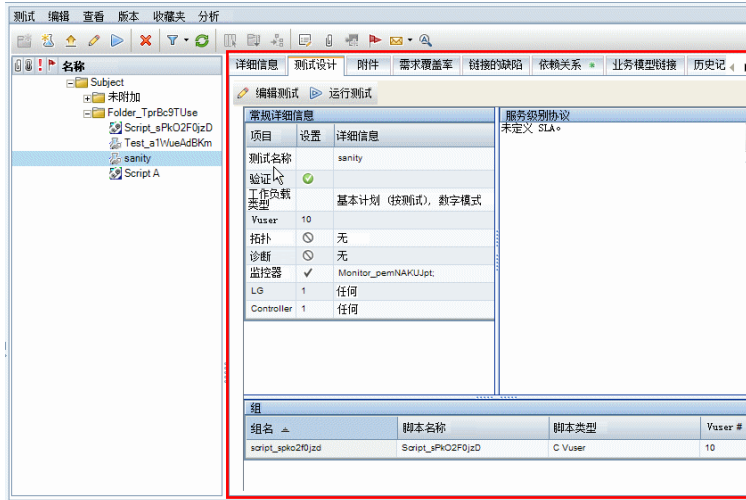 测试 编辑 查看 版本 收藏夹 分析
名称
Subject
未附加
Folder_TprBc9TUse
Script_sPkO2F0jzD
Test_a1WueAdBKm
sanity
Script A
详细信息 测试设计 附件 需求覆盖率 链接的缺陷 依赖关系 业务模型链接 历史记
编辑测试 运行测试
常规详细信息
项目 设置 详细信息
测试名称 sanity
验证
工作负载
类型 基本计划 (按测试), 数字模式
Vuser 10
拓扑 无
诊断 无
监控器 Monitor_pemNAKUJpt;
LG 1 任何
Controller 1 任何
服务级别协议
未定义 SLA。
组
组名 脚本名称 脚本类型 Vuser #
script_spko2f0jzd Script_sPkO2F0jzD C Vuser 10